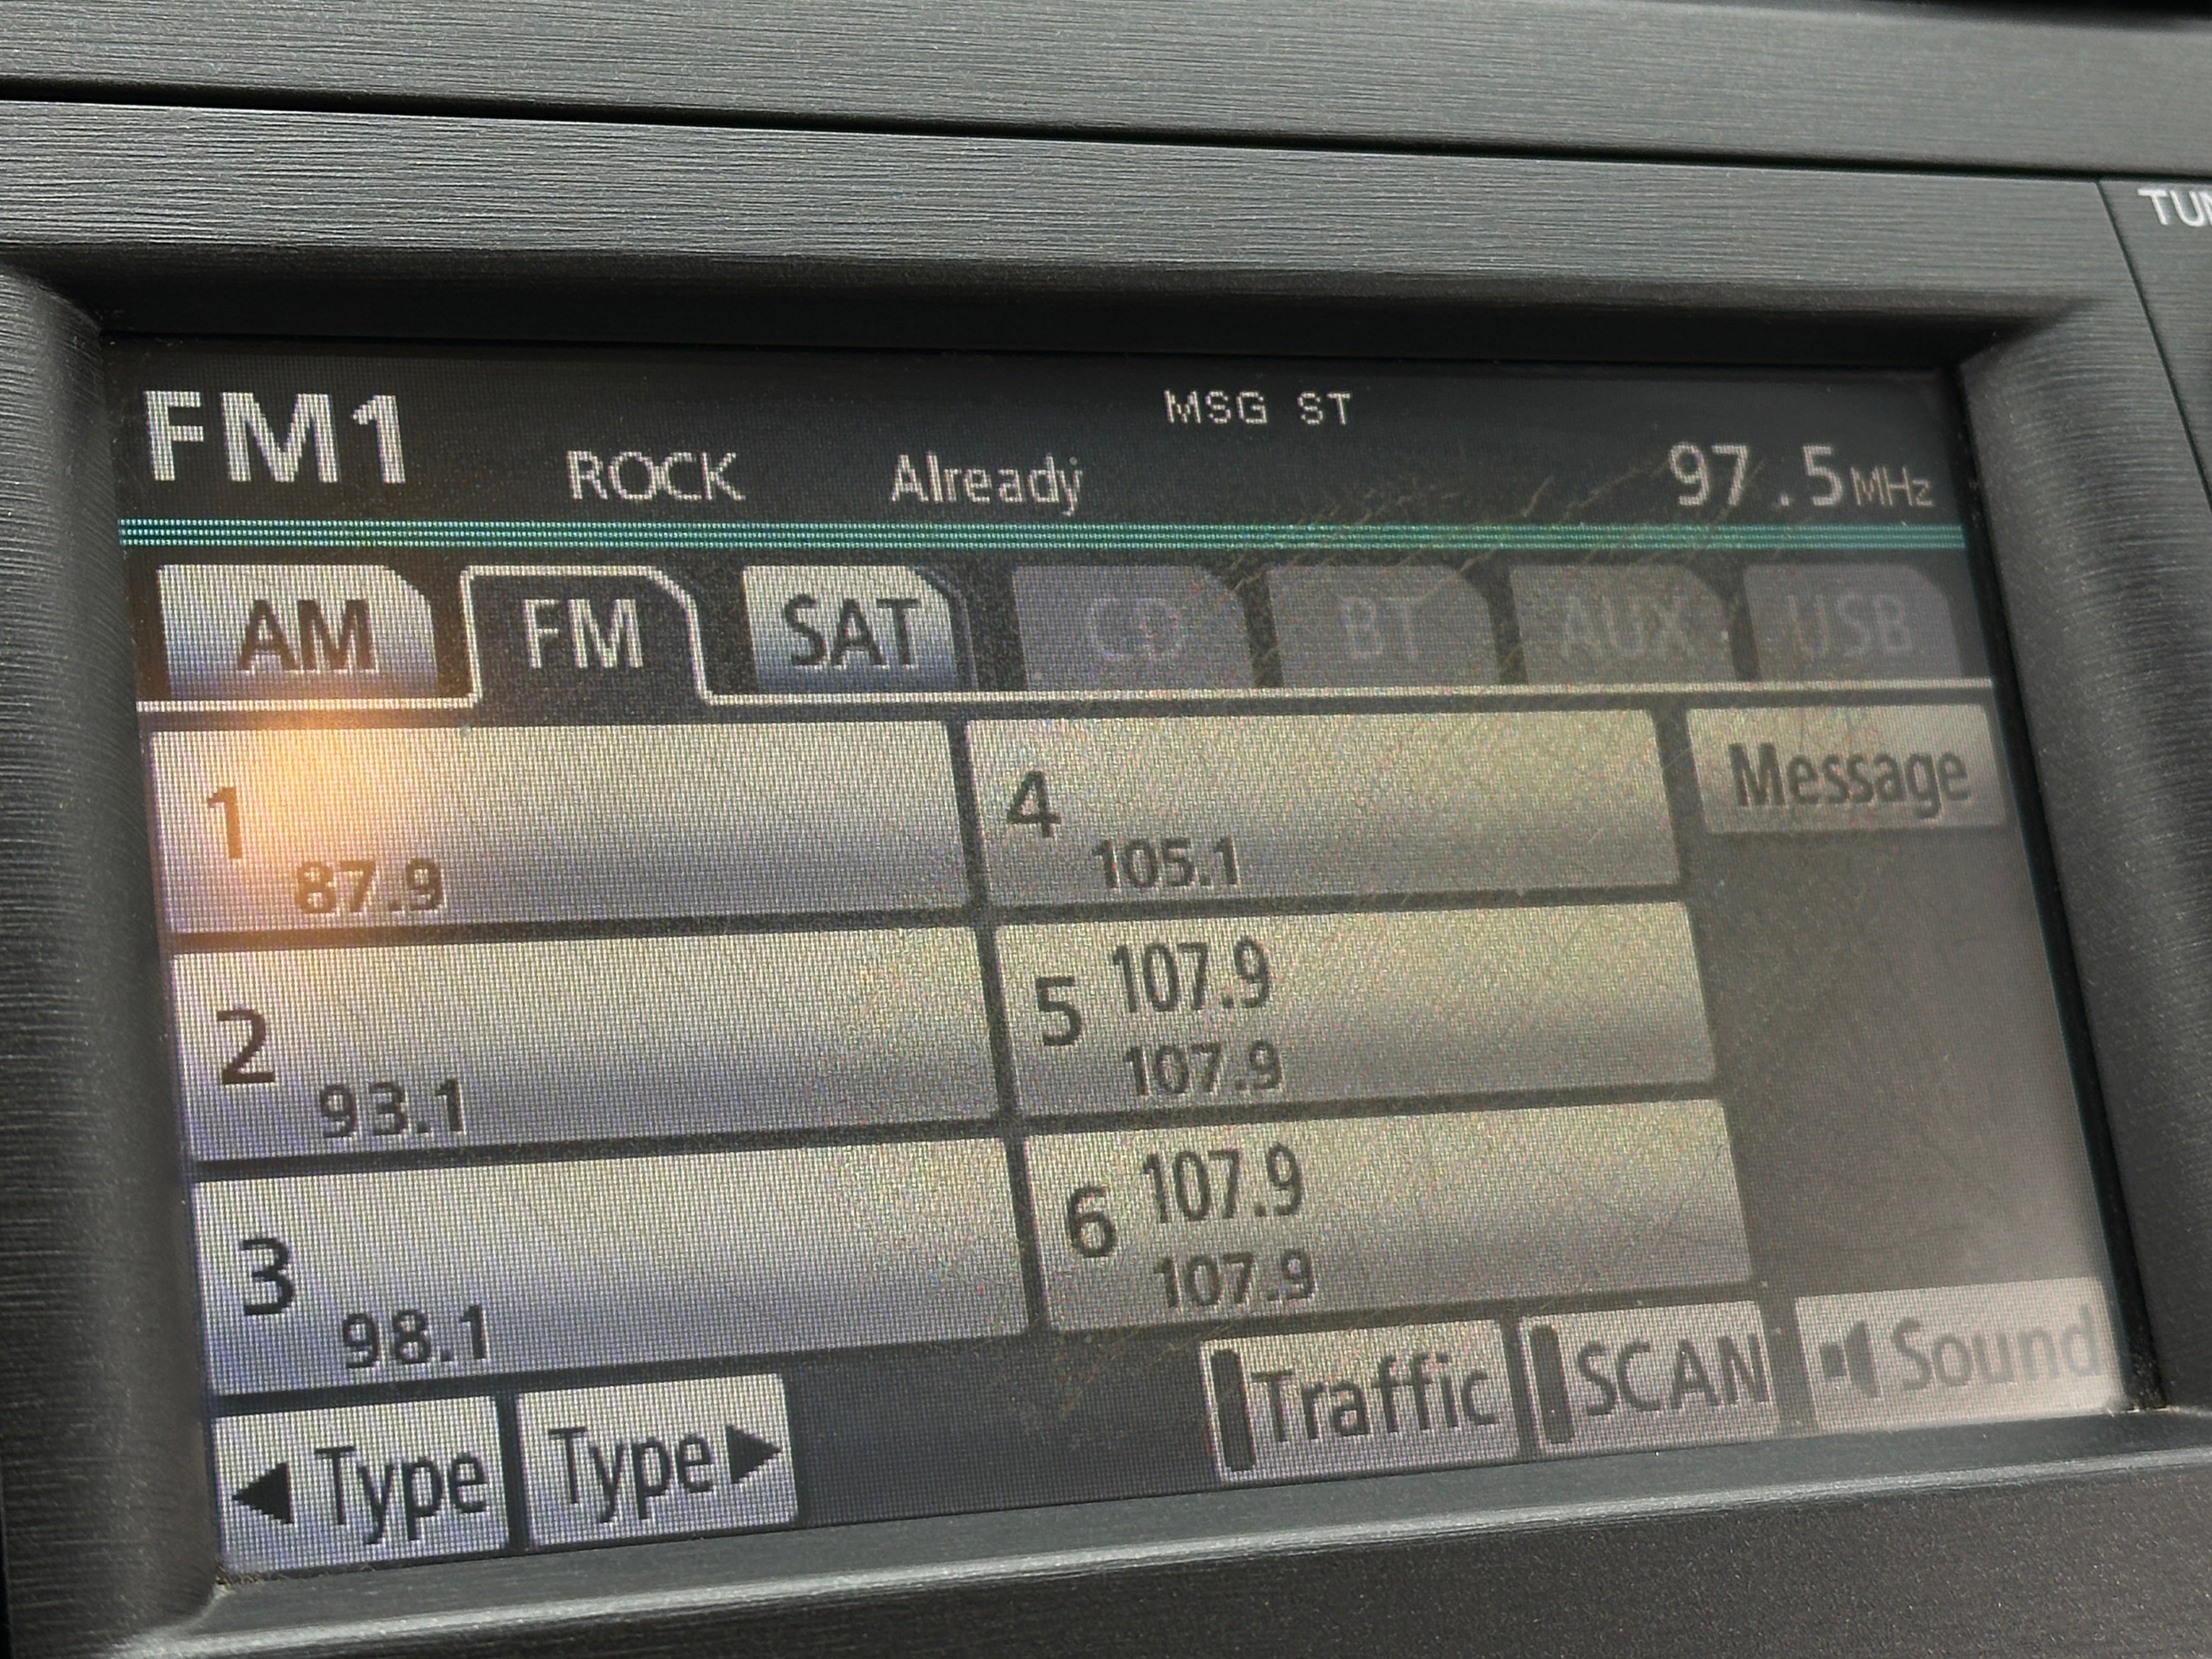 TUN
MSG ST
FM1 ROCK Already 97.5MHz
AM FM SAT CD BT AUX USB
1 87.9
4 105.1
Message
2 93.1
5 107.9
107.9
3 98.1
6 107.9
107.9
◀ Type Type ▶ Traffic SCAN Sound